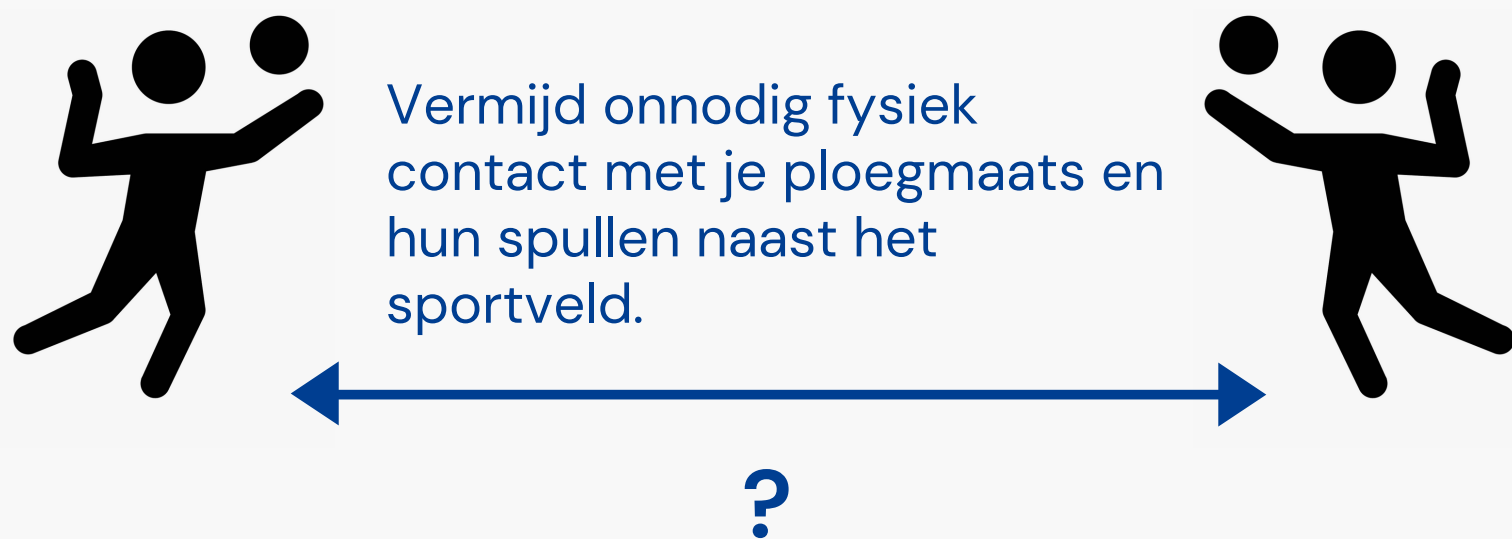 Vermijd onnodig fysiek
contact met je ploegmaats en
hun spullen naast het
sportveld.
?